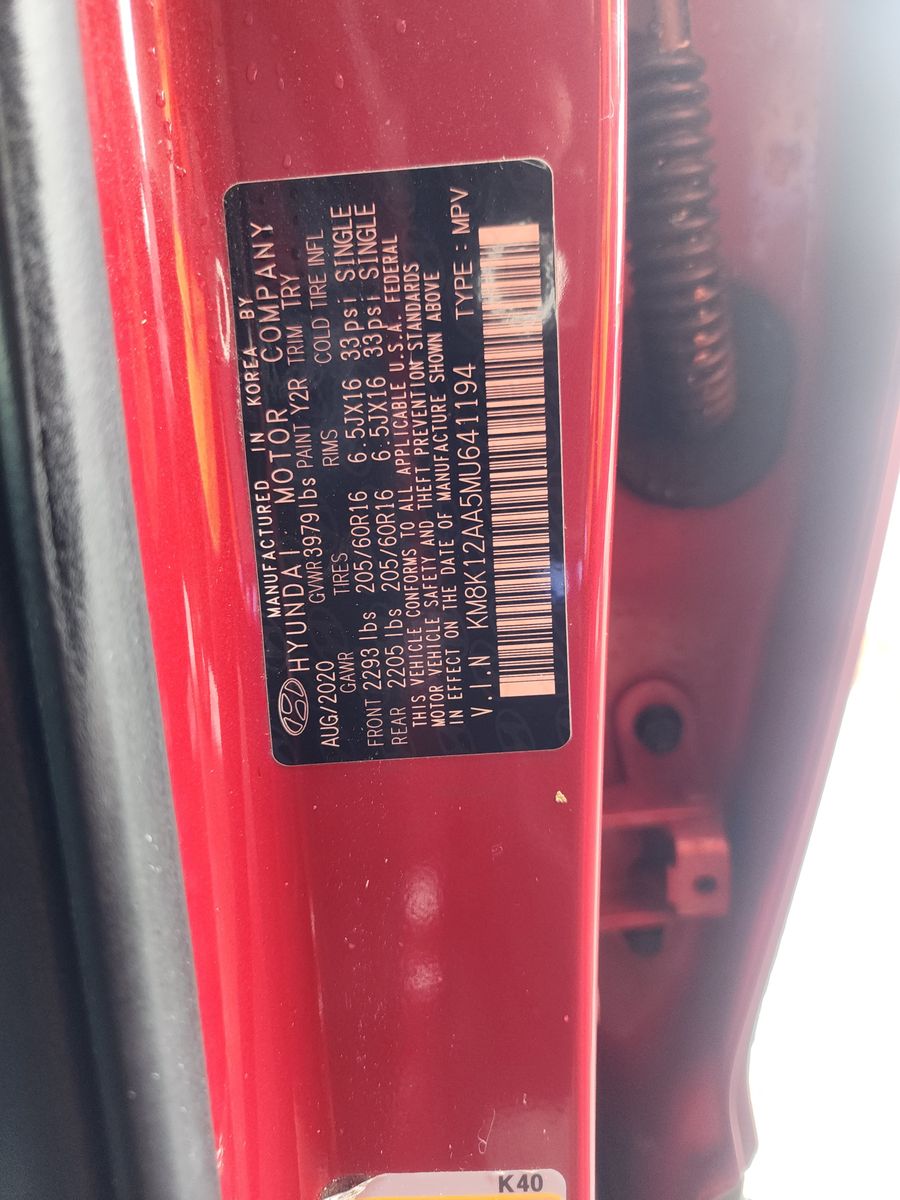 MANUFACTURED IN KOREA BY
HYUNDAI MOTOR COMPANY
AUG/2020 GVWR3979lbs PAINT Y2R TRIM TRY
GAWR TIRES RIMS COLD TIRE INFL
FRONT 2293lbs 205/60R16 6.5JX16 33psi SINGLE
REAR 2205lbs 205/60R16 6.5JX16 33psi SINGLE
THIS VEHICLE CONFORMS TO ALL APPLICABLE U.S.A. FEDERAL
MOTOR VEHICLE SAFETY AND THEFT PREVENTION STANDARDS
IN EFFECT ON THE DATE OF MANUFACTURE SHOWN ABOVE
V.I.N KM8K12AA5MU641194 TYPE : MPV
K40